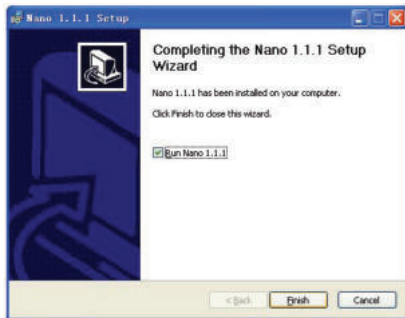 Nano 1.1.1 Setup
Completing the Nano 1.1.1 Setup
Wizard
Nano 1.1.1 has been installed on your computer.
Click Finish to close this wizard.
Run Nano 1.1.1
< Back
Finish
Cancel